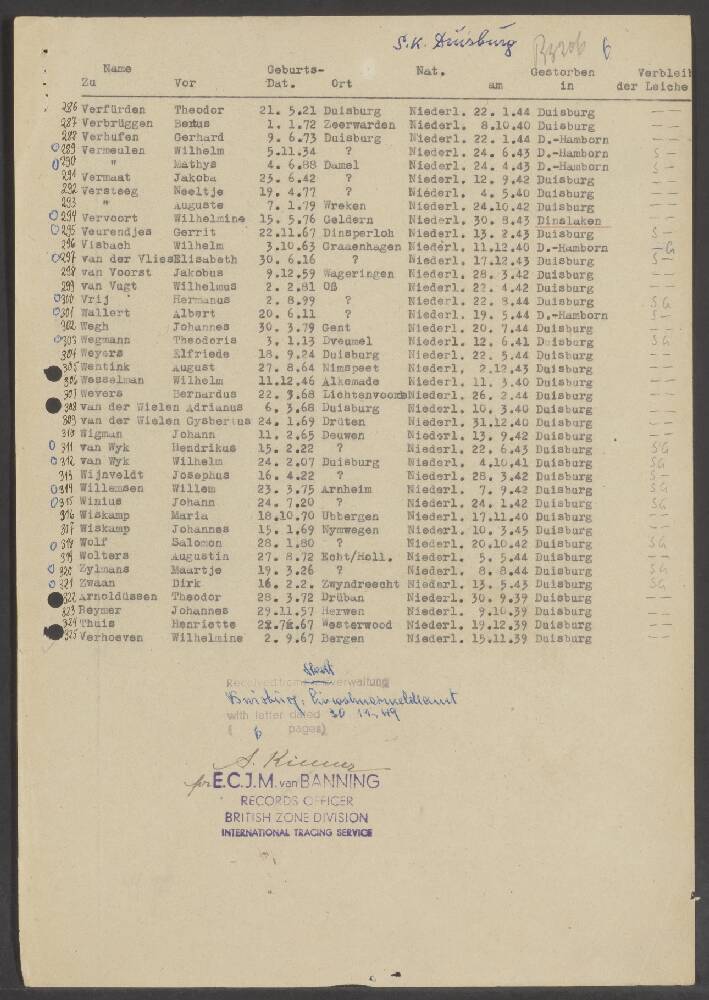 S.K. Duisburg 6
Name Geburts- Nat. Gestorben Verbleib
Zu Vor Dat. Ort am in der Leiche
286 Verfürden Theodor 21. 5.21 Duisburg Niederl. 22. 1.44 Duisburg - -
287 Verbrüggen Bertus 1. 1.72 Zeerwarden Niederl. 8.10.40 Duisburg - -
288 Verhufen Gerhard 9. 6.73 Duisburg Niederl. 22. 1.44 D.-Hamborn
289 Vermeulen Wilhelm 5.11.34 ? Niederl. 24. 6.43 D.-Hamborn S -
290 " Mathys 4. 6.88 Damel Niederl. 22. 4.43 D.-Hamborn S -
291 Vermaat Jakoba 23. 6.42 ? Niederl. 12. 9.42 Duisburg - -
292 Versteeg Neeltje 19. 4.77 ? Niederl. 4. 5.40 Duisburg - -
293 " Auguste 7. 1.79 Wreken Niederl. 24.10.42 Duisburg - -
294 Vervoort Wilhelmine 15. 5.76 Geldern Niederl. 30. 8.43 Dinslaken
295 Veurendjes Gerrit 22.11.67 Dinsperloh Niederl. 13. 2.43 Duisburg S -
296 Visbach Wilhelm 3.10.63 Graaenhagen Niederl. 11.12.40 D.-Hamborn - G
297 van der Vlies Elisabeth 30. 6.16 ? Niederl. 17.12.43 Duisburg S -
298 van Voorst Jakobus 9.12.59 Wageringen Niederl. 28. 3.42 Duisburg - -
299 van Vugt Wilhelmus 2. 2.81 Oß Niederl. 22. 4.42 Duisburg - -
300 Vrij Hermanus 2. 8.99 ? Niederl. 22. 8.44 Duisburg S G
301 Wallert Albert 20. 6.11 ? Niederl. 19. 5.44 D.-Hamborn S -
302 Wegh Johannes 30. 3.79 Gent Niederl. 20. 7.44 Duisburg - -
303 Wegmann Theodoris 3. 1.13 Dveumel Niederl. 12. 6.41 Duisburg S G
304 Weyers Elfriede 18. 9.24 Duisburg Niederl. 22. 5.44 Duisburg - -
305 Wentink August 27. 8.64 Nimspeet Niederl. 2.12.43 Duisburg - -
306 Wesselman Wilhelm 11.12.46 Alkemade Niederl. 11. 3.40 Duisburg - -
307 Wevers Bernardus 22. 3.68 Lichtenvoorde Niederl. 26. 2.44 Duisburg - -
308 van der Wielen Adrianus 6. 3.68 Duisburg Niederl. 10. 3.40 Duisburg - -
309 van der Wielen Gysbertus 24. 1.69 Drüten Niederl. 31.12.40 Duisburg - -
310 Wigman Johann 11. 2.65 Deuwen Niederl. 13. 9.42 Duisburg - -
311 van Wyk Hendrikus 15. 2.22 ? Niederl. 22. 6.43 Duisburg S G
312 van Wyk Wilhelm 24. 2.07 Duisburg Niederl. 4.10.41 Duisburg S G
313 Wijnveldt Josephus 16. 4.22 ? Niederl. 28. 3.42 Duisburg S -
314 Willemsen Willem 23. 3.75 Arnheim Niederl. 7. 9.42 Duisburg S G
315 Winius Johann 24. 7.20 ? Niederl. 24. 1.42 Duisburg S G
316 Wiskamp Maria 18.10.70 Ubbergen Niederl. 17.11.40 Duisburg - -
317 Wiskamp Johannes 15. 1.69 Nymwegen Niederl. 10. 3.45 Duisburg - -
318 Wolf Salomon 28. 1.80 ? Niederl. 20.10.42 Duisburg S G
319 Wolters Augustin 27. 8.72 Echt/Holl. Niederl. 5. 5.44 Duisburg - -
320 Zylmans Maartje 19. 3.26 ? Niederl. 8. 8.44 Duisburg S G
321 Zwaan Dirk 16. 2.2. Zwyndrecht Niederl. 13. 5.43 Duisburg S G
322 Arnoldüssen Theodor 28. 3.72 Drüban Niederl. 30. 9.39 Duisburg - -
323 Beymer Johannes 29.11.57 Herwen Niederl. 9.10.39 Duisburg - -
324 Thuis Henriette 22.7.67 Westerwood Niederl. 19.12.39 Duisburg - -
325 Verhoeven Wilhelmine 2. 9.67 Bergen Niederl. 15.11.39 Duisburg - -
Stadt
Received from verwaltung
Duisburg, Einwohnermeldeamt
with letter dated 30 11.49
( 6 pages)
for E.C.J.M. van BANNING
RECORDS OFFICER
BRITISH ZONE DIVISION
INTERNATIONAL TRACING SERVICE